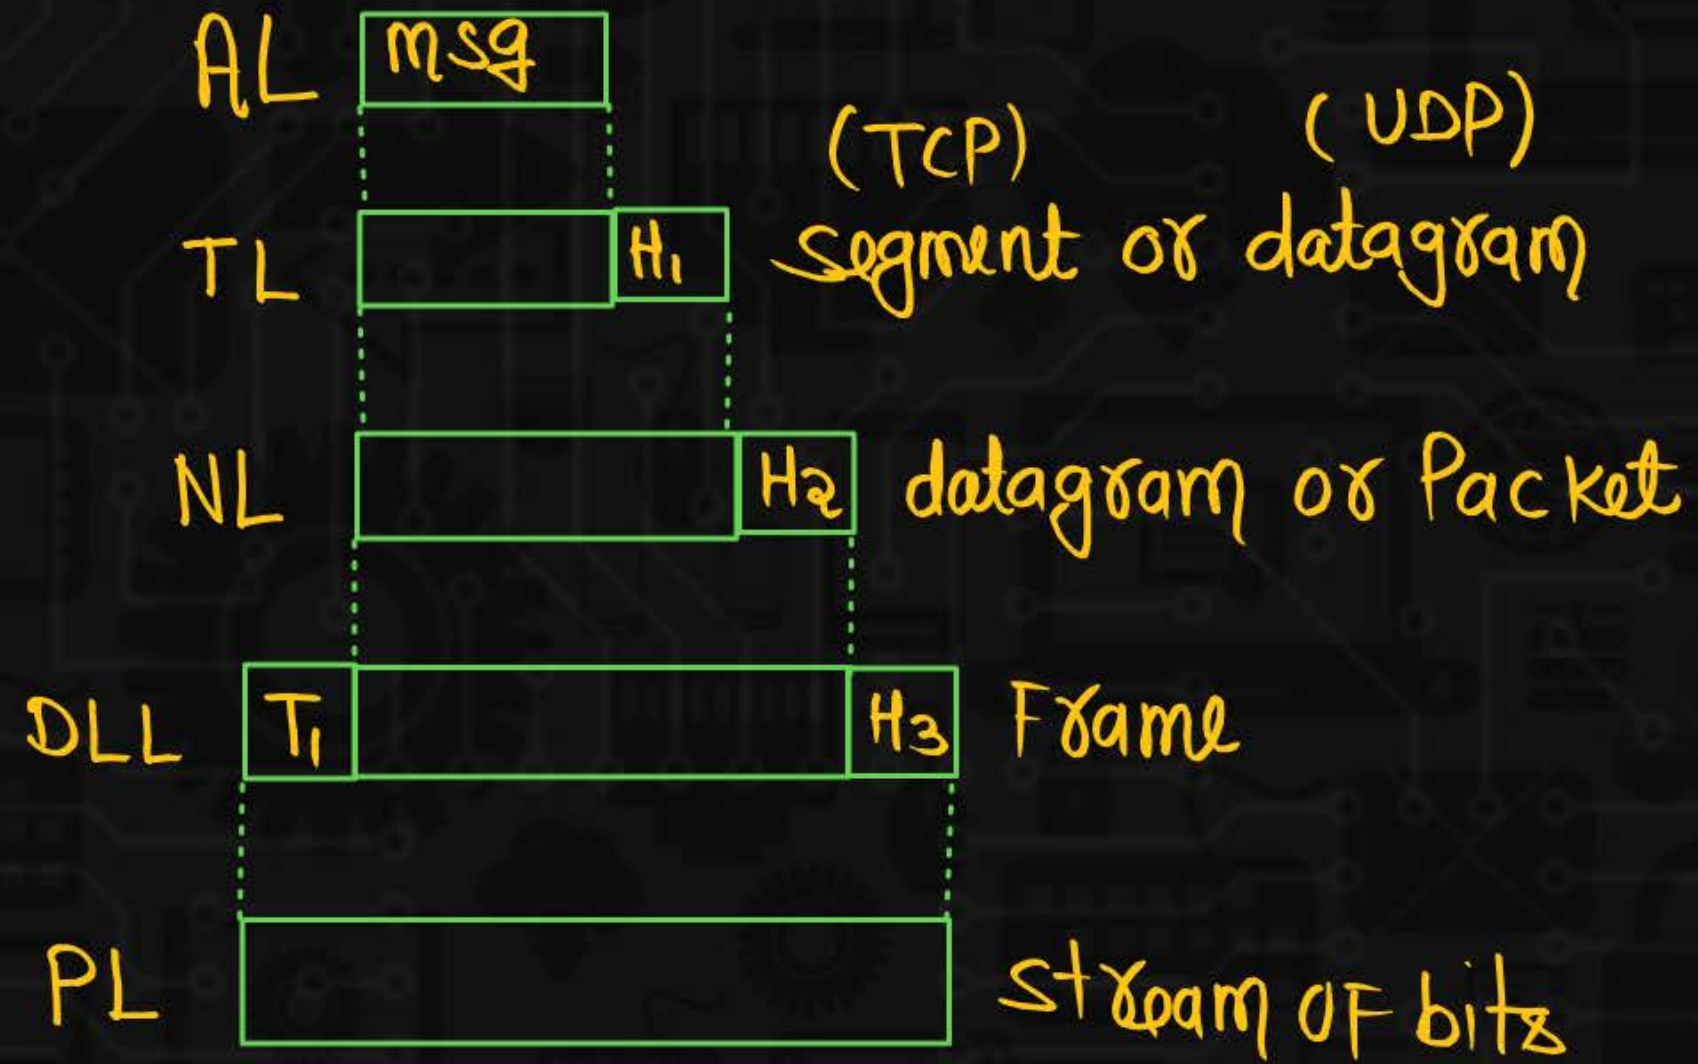 AL msg
(TCP) (UDP)
TL H₁ segment or datagram
NL H₂ datagram or Packet
DLL T₁ H₃ Frame
PL stream OF bits